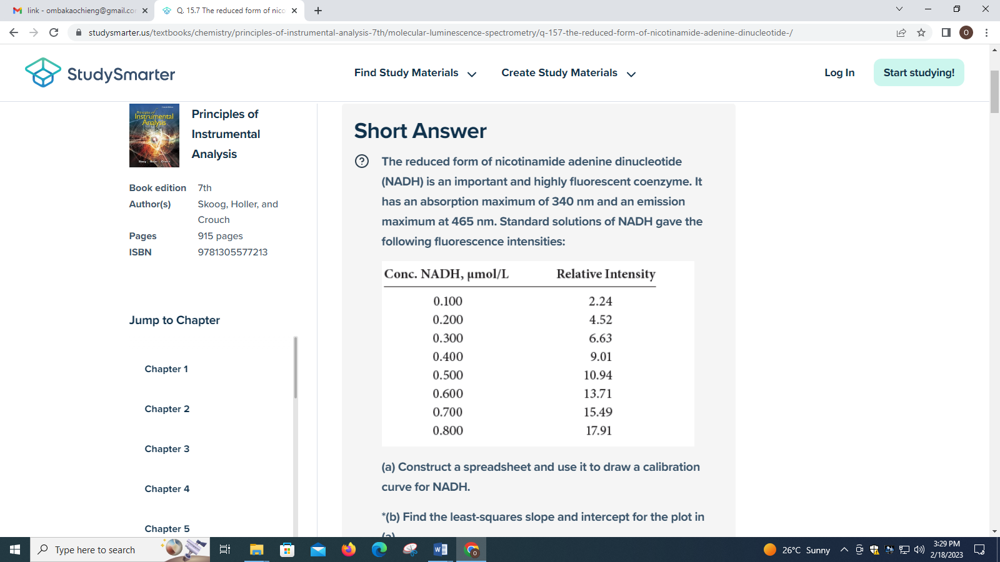 link - ombakaochieng@gmail.co
Q. 15.7 The reduced form of nico
studysmarter.us/textbooks/chemistry/principles-of-instrumental-analysis-7th/molecular-luminescence-spectrometry/q-157-the-reduced-form-of-nicotinamide-adenine-dinucleotide-/
O
StudySmarter
Find Study Materials
Create Study Materials
Log In
Start studying!
Principles of
Instrumental
Analysis
Principles of
Instrumental
Analysis
Book edition 7th
Author(s) Skoog, Holler, and
Crouch
Pages 915 pages
ISBN 9781305577213
Jump to Chapter
Chapter 1
Chapter 2
Chapter 3
Chapter 4
Chapter 5
Short Answer
? The reduced form of nicotinamide adenine dinucleotide
(NADH) is an important and highly fluorescent coenzyme. It
has an absorption maximum of 340 nm and an emission
maximum at 465 nm. Standard solutions of NADH gave the
following fluorescence intensities:
Conc. NADH, μmol/L Relative Intensity
0.100 2.24
0.200 4.52
0.300 6.63
0.400 9.01
0.500 10.94
0.600 13.71
0.700 15.49
0.800 17.91
(a) Construct a spreadsheet and use it to draw a calibration
curve for NADH.
*(b) Find the least-squares slope and intercept for the plot in
(a)
Type here to search
26°C Sunny
3:29 PM
2/18/2023